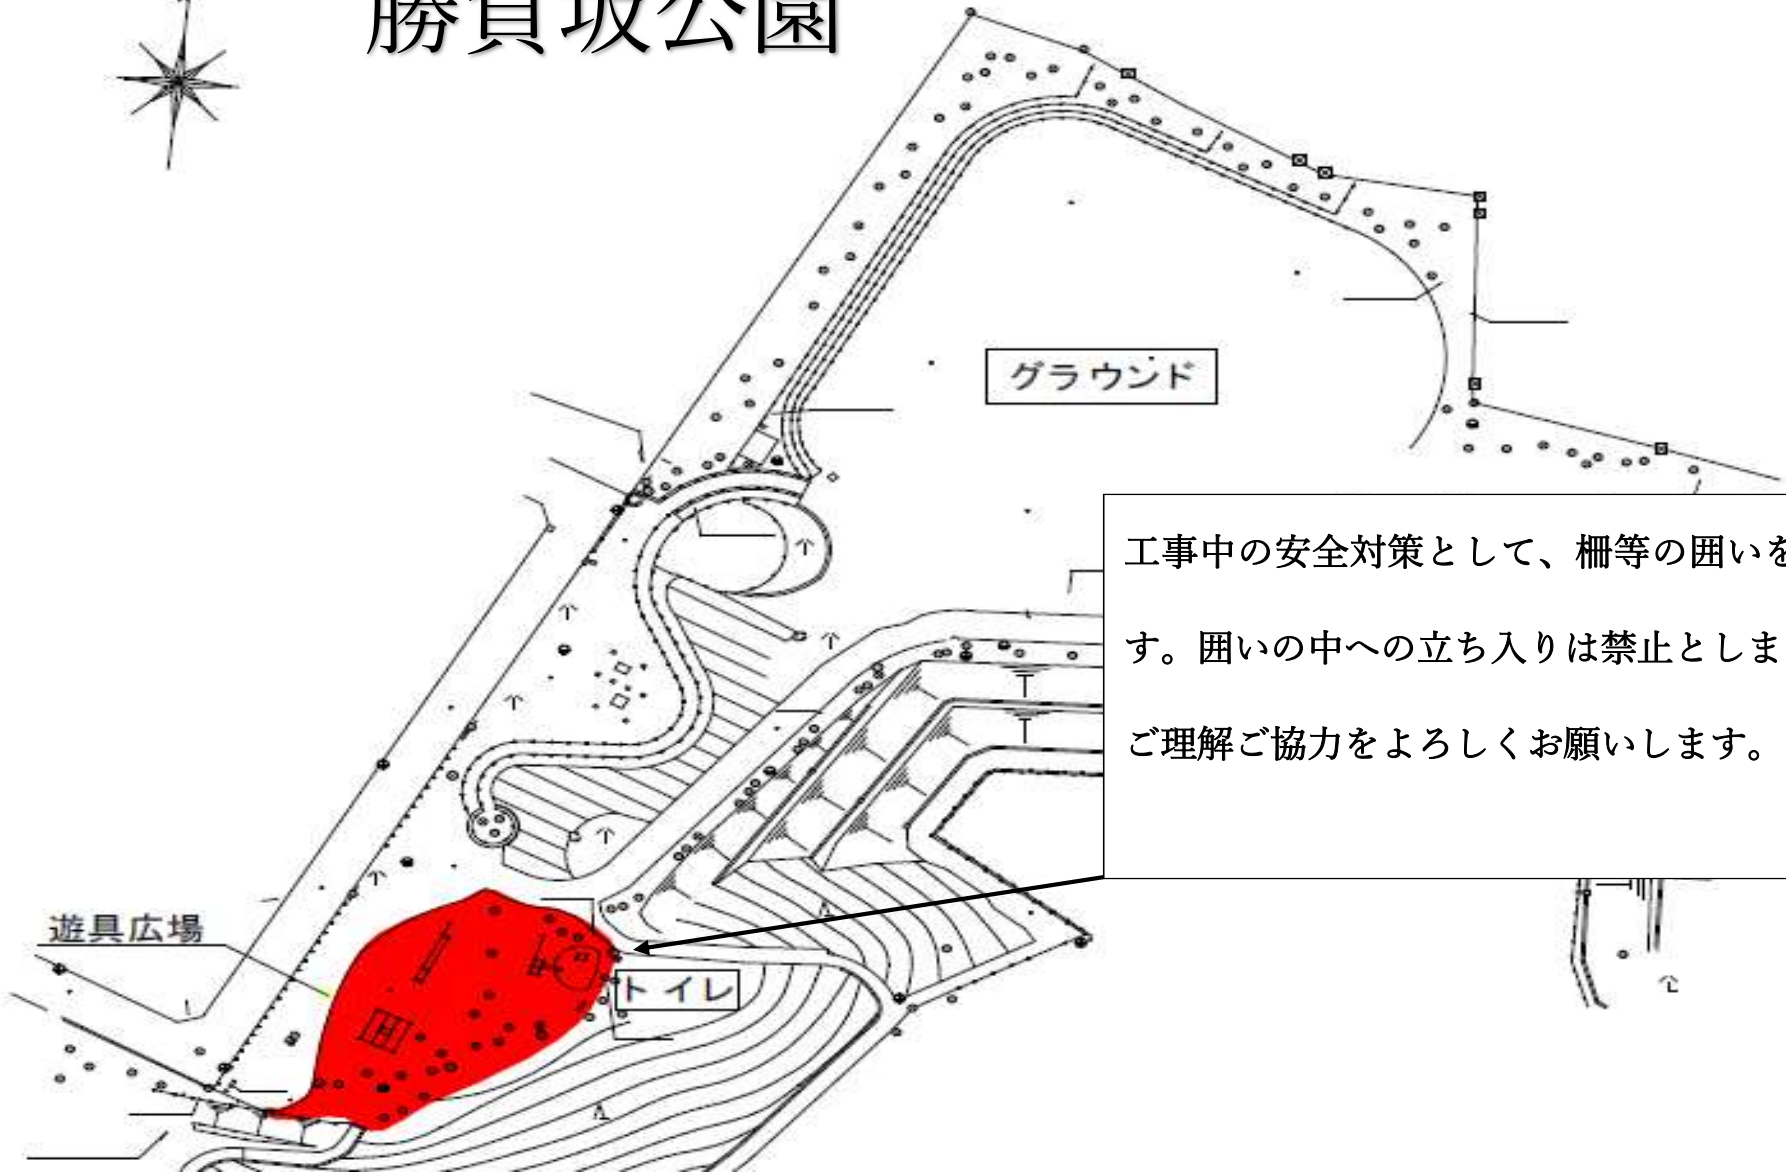 勝負坂公園
グラウンド
工事中の安全対策として、柵等の囲いを
す。囲いの中への立ち入りは禁止としま
ご理解ご協力をよろしくお願いします。
遊具広場
トイレ